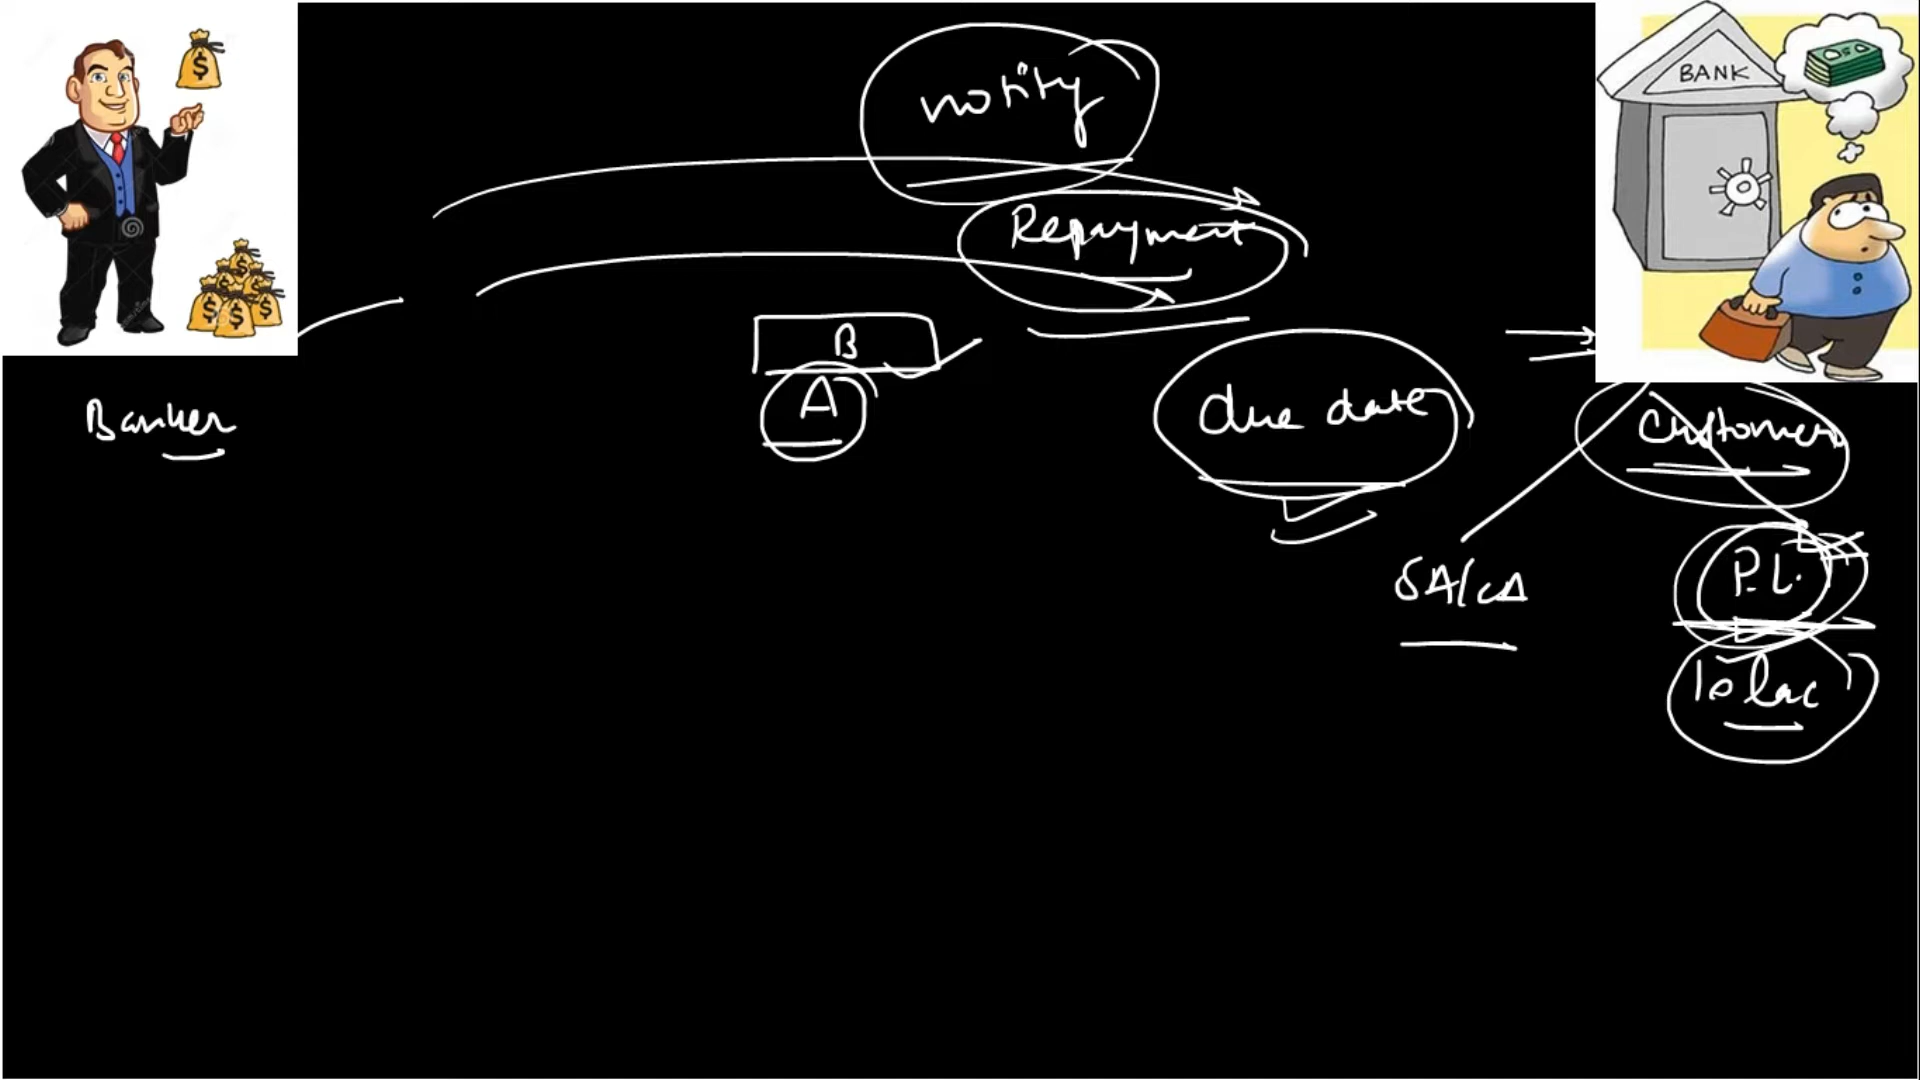 BANK
notify
Repayment
B
A
due date
Banker
Customer
SA/CA
P.L.
10 lac